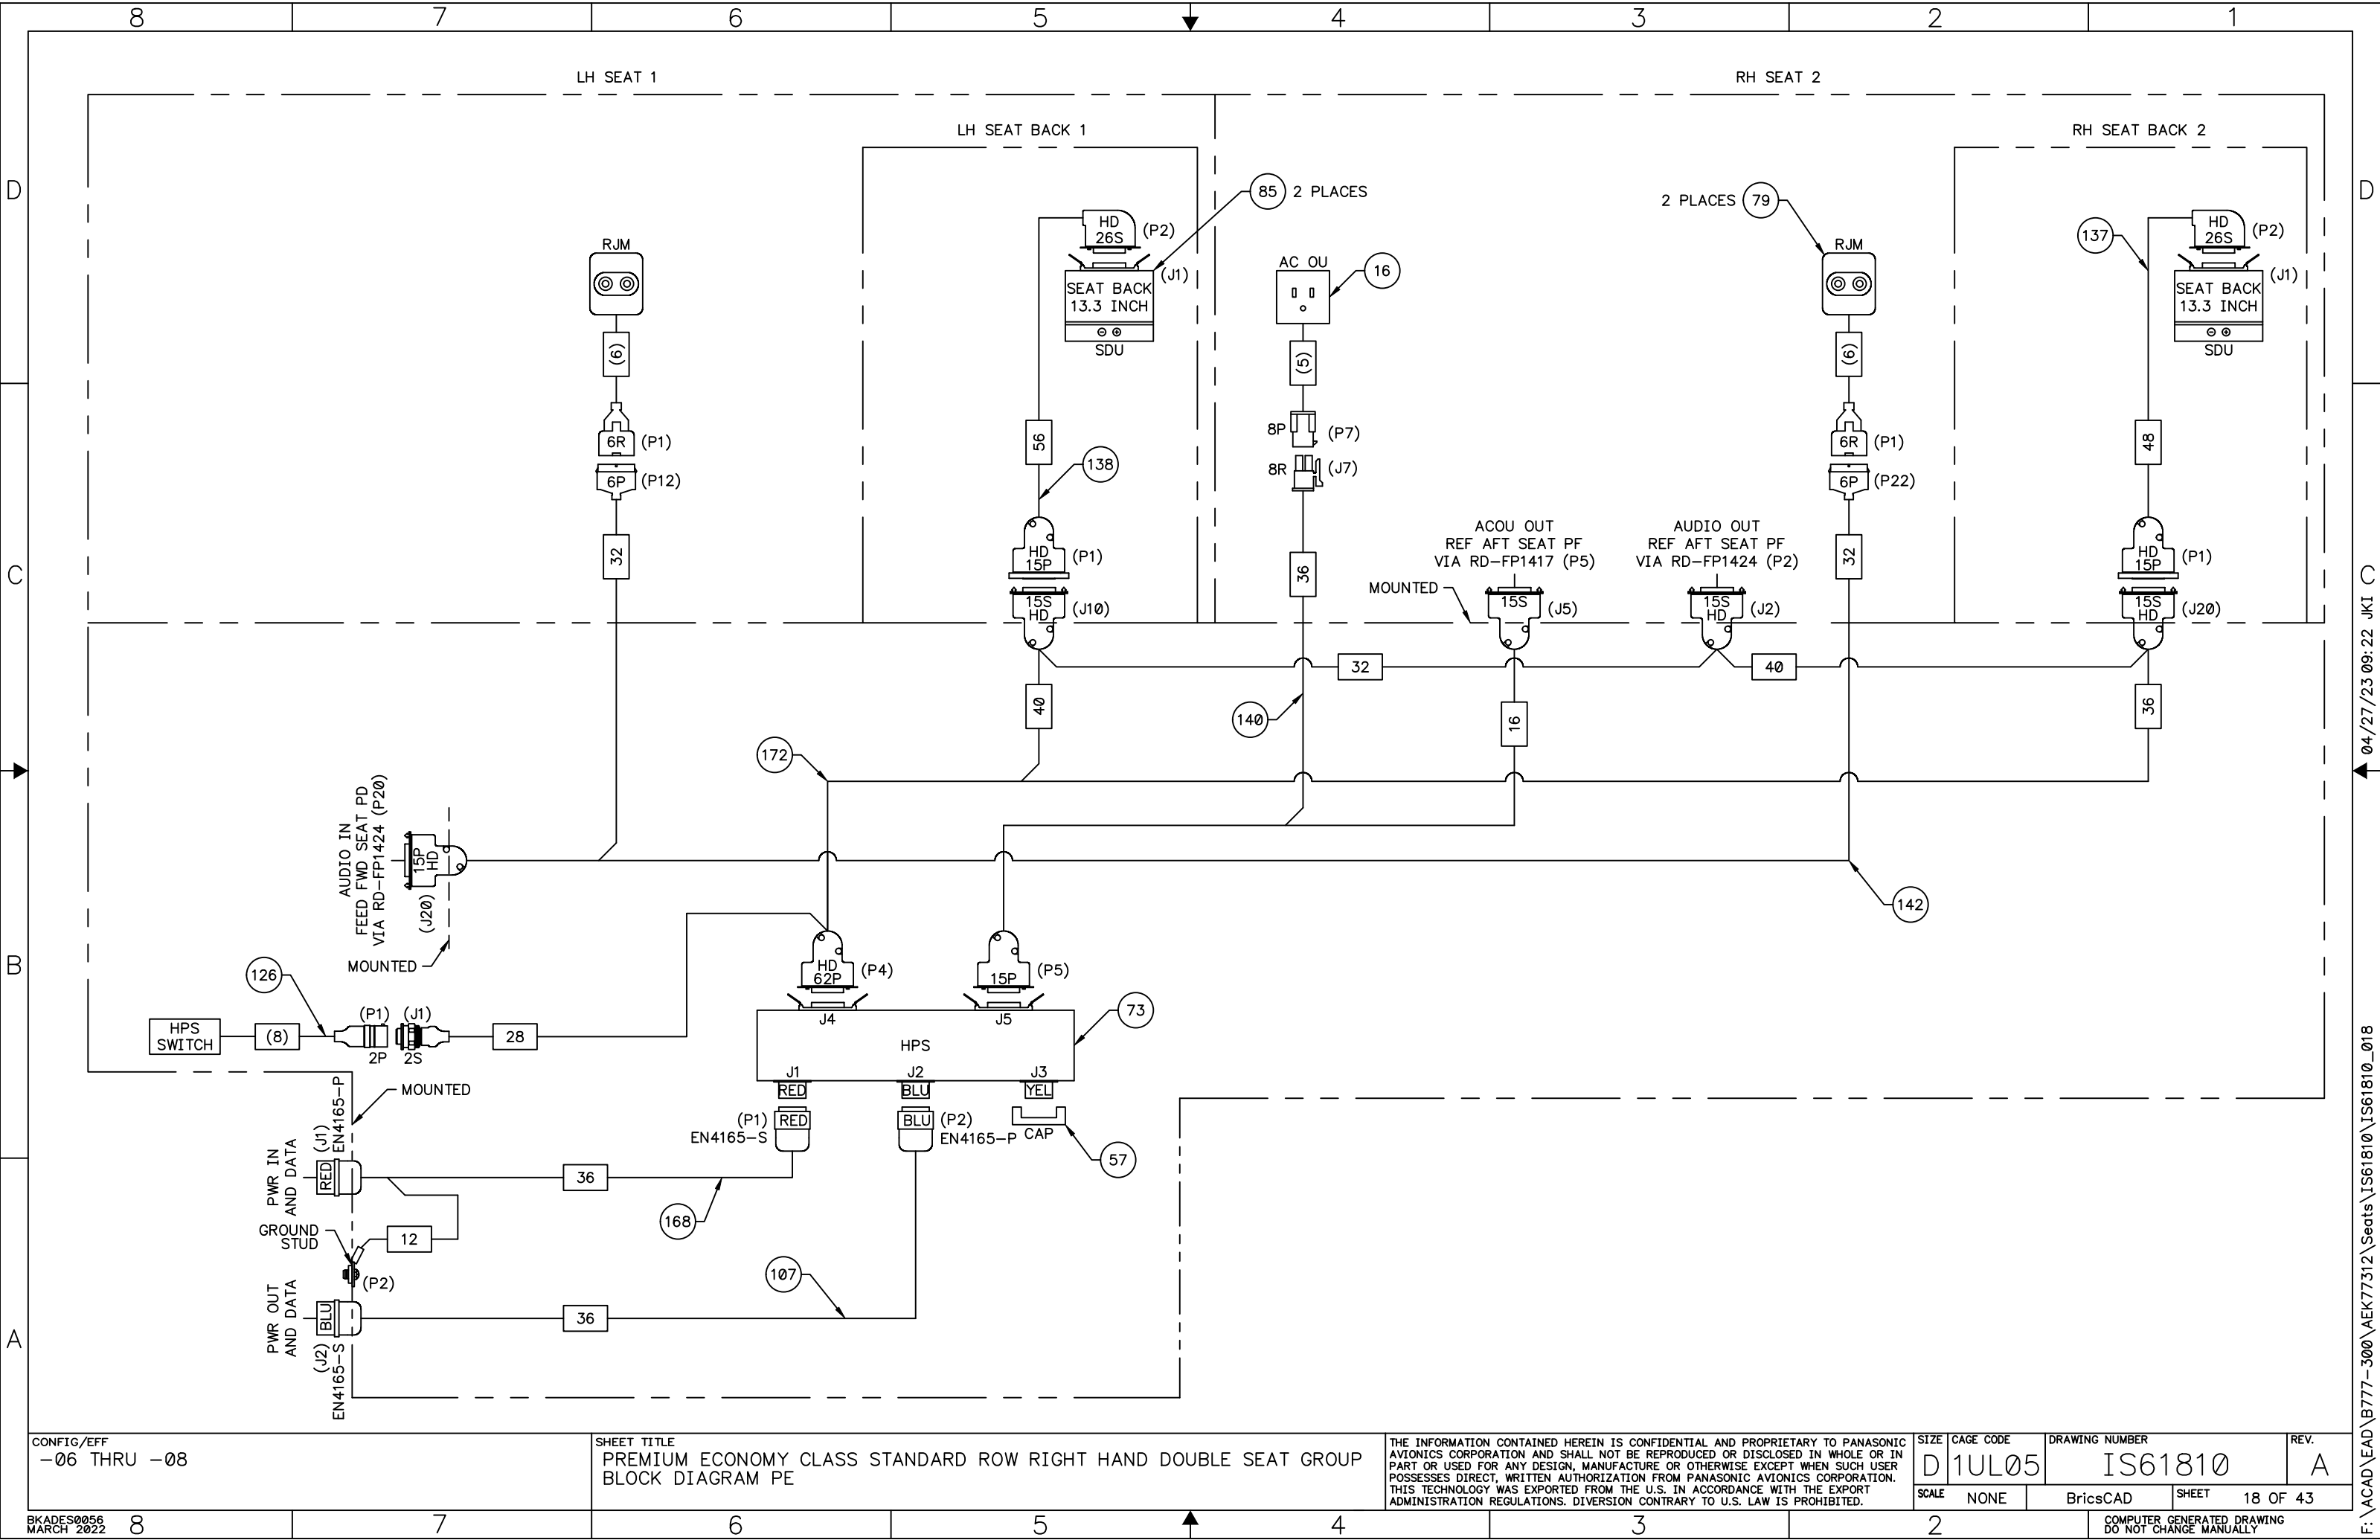 8 7 6 5 4 3 2 1
LH SEAT 1
RH SEAT 2
LH SEAT BACK 1
RH SEAT BACK 2
D
D
85 2 PLACES
2 PLACES 79
HD
26S
(P2)
(J1)
SEAT BACK
13.3 INCH
SDU
RJM
(6)
6R (P1)
6P (P12)
32
56
138
HD
15P
(P1)
15S
HD
(J10)
AC OU
16
(5)
8P (P7)
8R (J7)
36
RJM
(6)
6R (P1)
6P (P22)
32
137
HD
26S
(P2)
(J1)
SEAT BACK
13.3 INCH
SDU
48
HD
15P
(P1)
15S
HD
(J20)
C
C
ACOU OUT
REF AFT SEAT PF
VIA RD-FP1417 (P5)
AUDIO OUT
REF AFT SEAT PF
VIA RD-FP1424 (P2)
MOUNTED
15S
(J5)
15S
HD
(J2)
32
40
40
140
16
36
172
AUDIO IN
FEED FWD SEAT PD
VIA RD-FP1424 (P20)
15P
HD
(J20)
MOUNTED
142
B
B
126
HPS
SWITCH
(8)
(P1) (J1)
2P 2S
28
HD
62P
(P4)
15P
(P5)
73
J4 J5
HPS
J1 J2 J3
RED BLU YEL
(P1) RED
EN4165-S
BLU (P2)
EN4165-P
CAP
57
MOUNTED
(J1)
EN4165-P
PWR IN
AND DATA
RED
36
168
GROUND
STUD
12
(P2)
PWR OUT
AND DATA
BLU
(J2)
EN4165-S
36
107
A
A
04/27/23 09:22 JKI
F:\ACAD\EAD\B777-300\AEK77312\Seats\IS61810\IS61810_018
CONFIG/EFF
-06 THRU -08
SHEET TITLE
PREMIUM ECONOMY CLASS STANDARD ROW RIGHT HAND DOUBLE SEAT GROUP
BLOCK DIAGRAM PE
THE INFORMATION CONTAINED HEREIN IS CONFIDENTIAL AND PROPRIETARY TO PANASONIC
AVIONICS CORPORATION AND SHALL NOT BE REPRODUCED OR DISCLOSED IN WHOLE OR IN
PART OR USED FOR ANY DESIGN, MANUFACTURE OR OTHERWISE EXCEPT WHEN SUCH USER
POSSESSES DIRECT, WRITTEN AUTHORIZATION FROM PANASONIC AVIONICS CORPORATION.
THIS TECHNOLOGY WAS EXPORTED FROM THE U.S. IN ACCORDANCE WITH THE EXPORT
ADMINISTRATION REGULATIONS. DIVERSION CONTRARY TO U.S. LAW IS PROHIBITED.
SIZE
D
CAGE CODE
1UL05
DRAWING NUMBER
IS61810
REV.
A
SCALE NONE
BricsCAD
SHEET 18 OF 43
BKADES0056
MARCH 2022
8 7 6 5 4 3 2
COMPUTER GENERATED DRAWING
DO NOT CHANGE MANUALLY